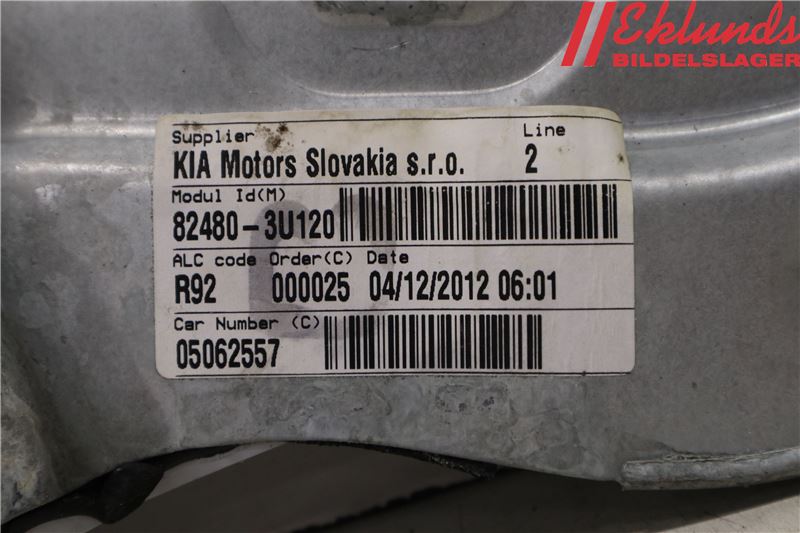 Eklunds
BILDELSLAGER
Supplier Line
KIA Motors Slovakia s.r.o. 2
Modul Id(M)
82480-3U120
ALC code Order(C) Date
R92 000025 04/12/2012 06:01
Car Number (C)
05062557